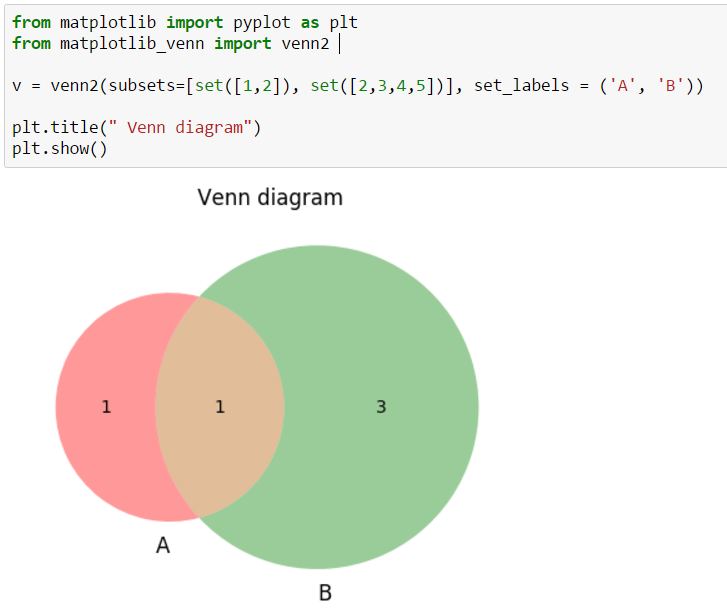 from matplotlib import pyplot as plt
from matplotlib_venn import venn2
v = venn2(subsets=[set([1,2]), set([2,3,4,5])], set_labels = ('A', 'B'))
plt.title(" Venn diagram")
plt.show()
Venn diagram
1 1 3
A
B